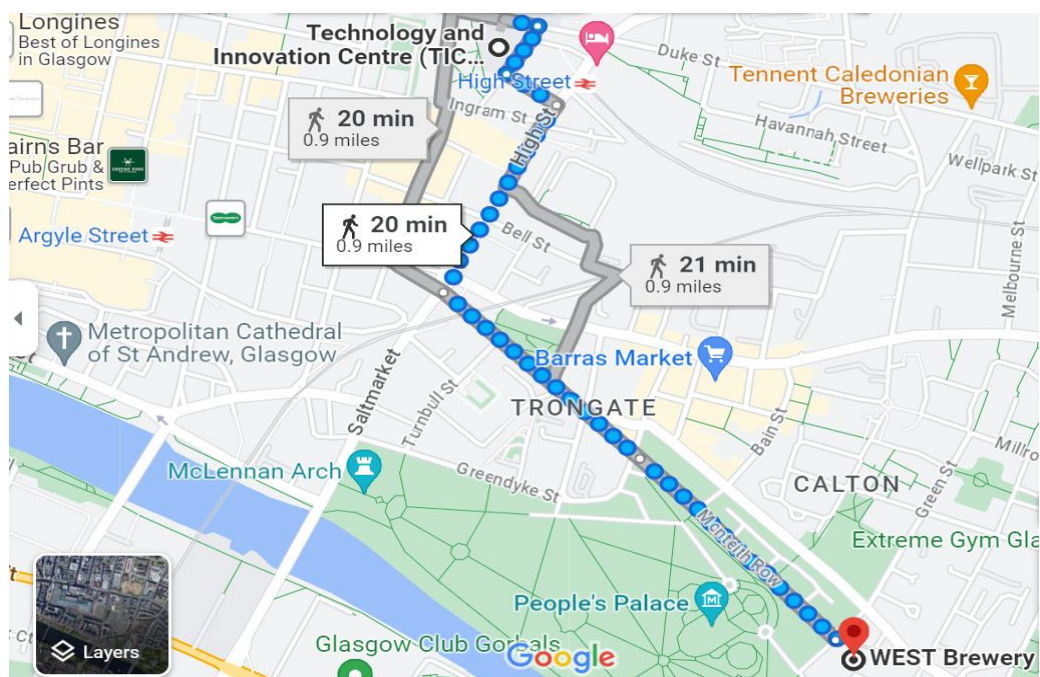 Longines
Best of Longines
in Glasgow
Technology and
Innovation Centre (TIC...
Duke St
High Street
Tennent Caledonian
Breweries
20 min
0.9 miles
Ingram St
High St
Havannah Street
airns Bar
Pub Grub &
erfect Pints
Wellpark St
20 min
0.9 miles
Argyle Street
Bell St
21 min
0.9 miles
Melbourne St
Metropolitan Cathedral
of St Andrew, Glasgow
Saltmarket
Barras Market
Turnbull St
TRONGATE
Bain St
Millro
McLennan Arch
Greendyke St
CALTON
Green St
Monteith Row
Extreme Gym Gla
People's Palace
Layers
Glasgow Club Gorbals
Google
WEST Brewery